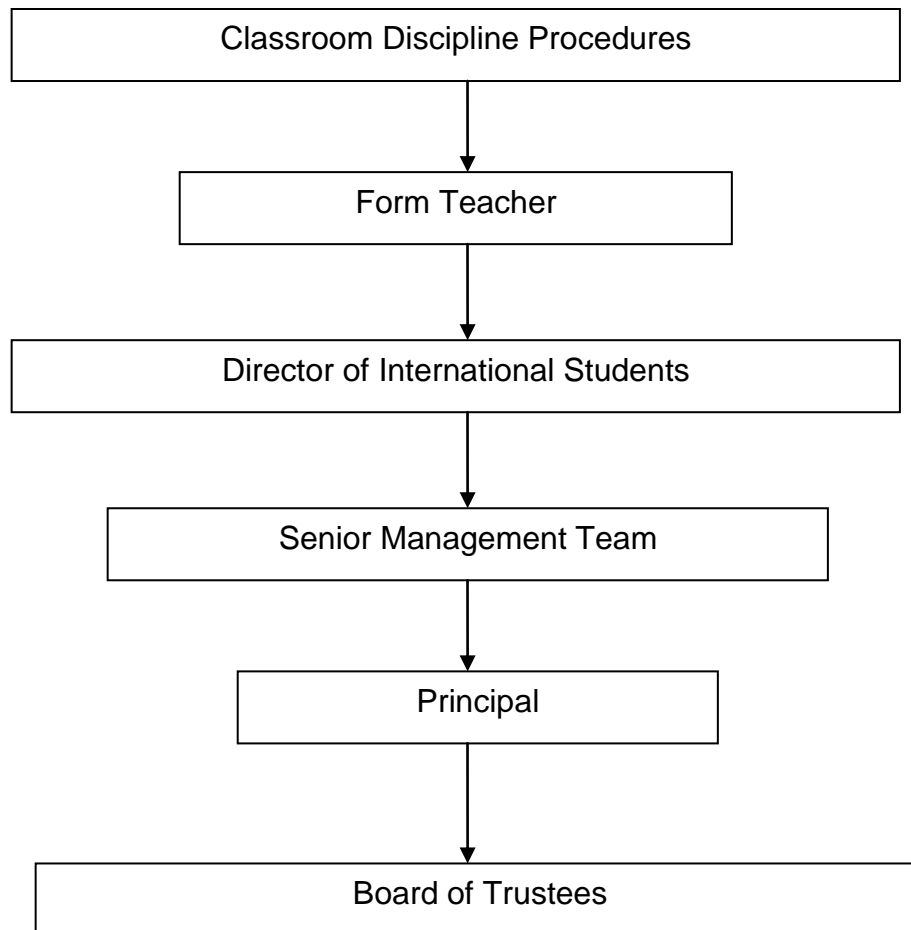 Classroom Discipline Procedures
Form Teacher
Director of International Students
Senior Management Team
Principal
Board of Trustees